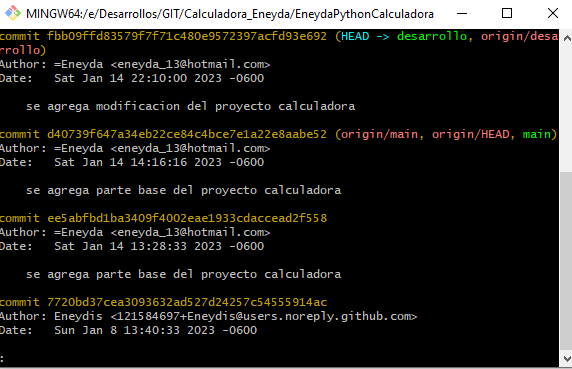 MINGW64:/e/Desarrollos/GIT/Calculadora_Eneyda/EneydaPythonCalculadora
commit fbb09ffd83579f7f71c480e9572397acfd93e692 (HEAD -> desarrollo, origin/desa
rrollo)
Author: =Eneyda <eneyda_13@hotmail.com>
Date:   Sat Jan 14 22:10:00 2023 -0600
    se agrega modificacion del proyecto calculadora
commit d40739f647a34eb22ce84c4bce7e1a22e8aabe52 (origin/main, origin/HEAD, main)
Author: =Eneyda <eneyda_13@hotmail.com>
Date:   Sat Jan 14 14:16:16 2023 -0600
    se agrega parte base del proyecto calculadora
commit ee5abfbd1ba3409f4002eae1933cdaccead2f558
Author: =Eneyda <eneyda_13@hotmail.com>
Date:   Sat Jan 14 13:28:33 2023 -0600
    se agrega parte base del proyecto calculadora
commit 7720bd37cea3093632ad527d24257c54555914ac
Author: Eneydis <121584697+Eneydis@users.noreply.github.com>
Date:   Sun Jan 8 13:40:33 2023 -0600
: